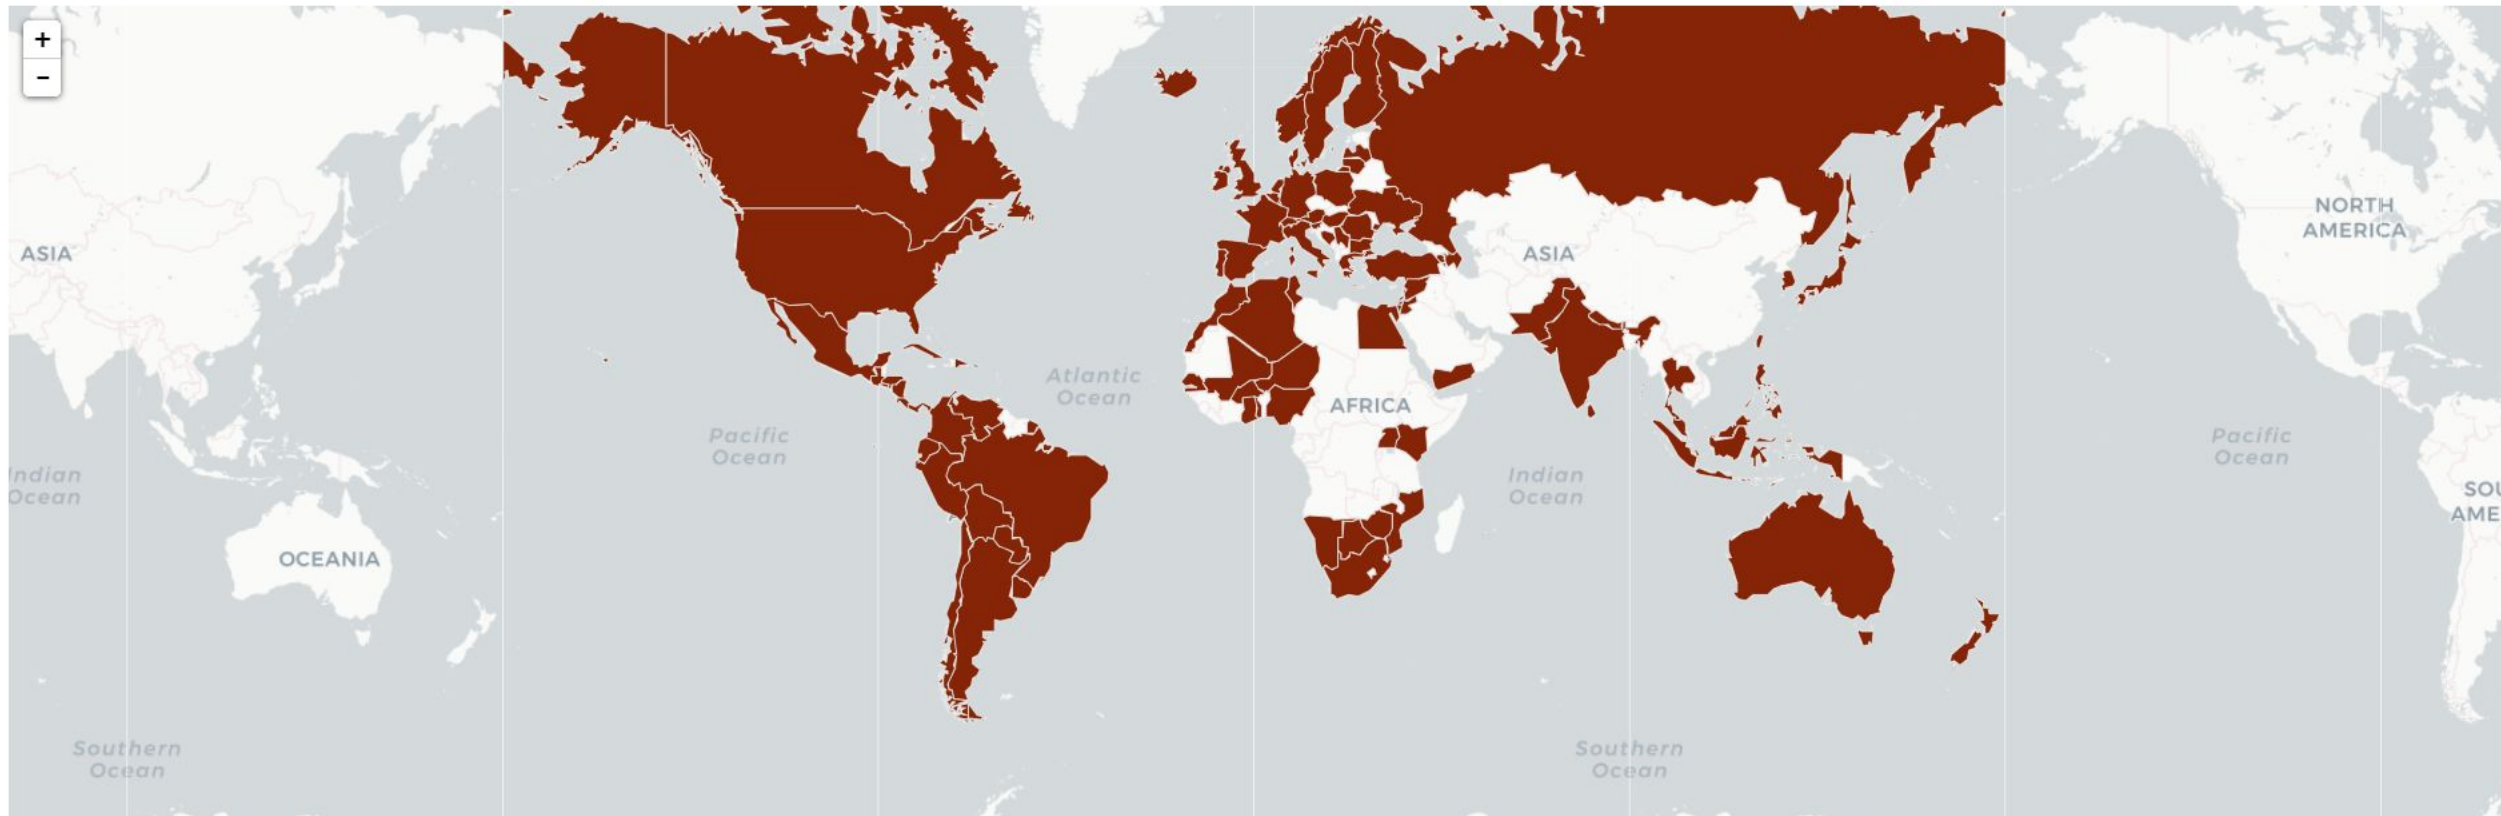 +
−
NORTH
AMERICA
ASIA
ASIA
Atlantic
Ocean
AFRICA
Pacific
Ocean
Pacific
Ocean
Indian
Ocean
Indian
Ocean
SOU
AME
OCEANIA
Southern
Ocean
Southern
Ocean